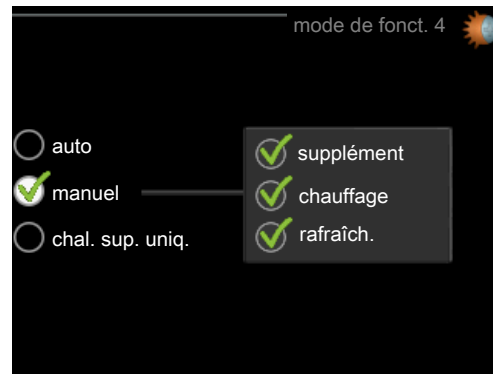 mode de fonct. 4
auto
manuel
chal. sup. uniq.
supplément
chauffage
rafraîch.